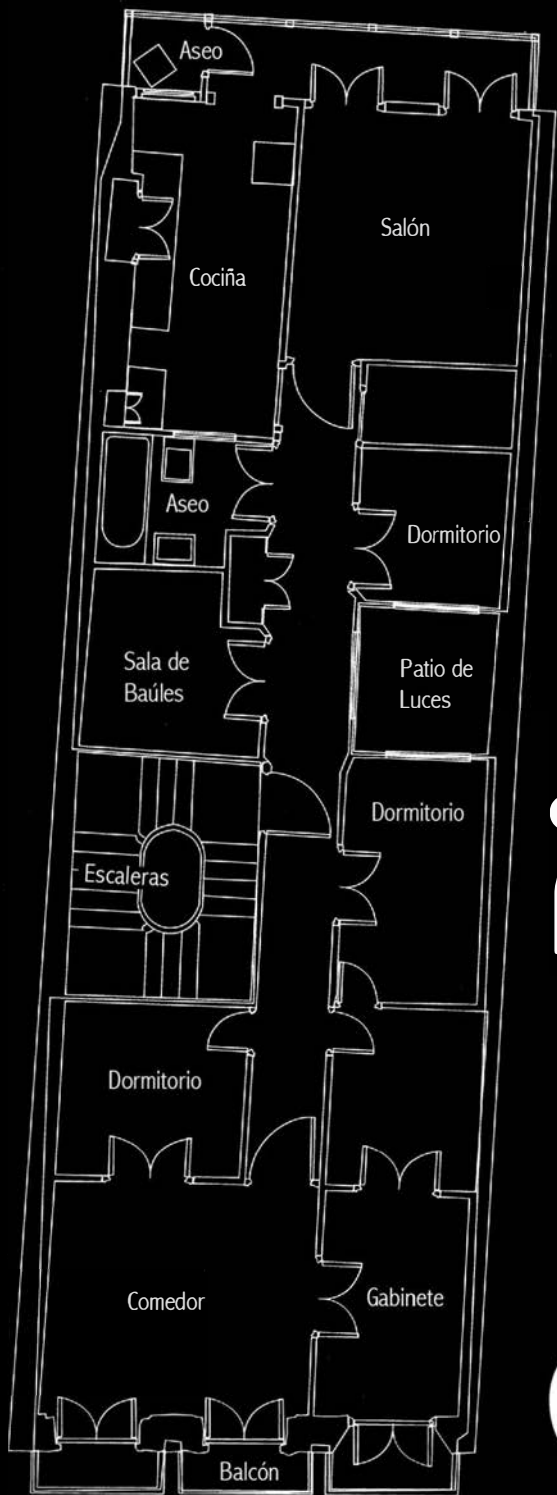 Aseo
Salón
Cociña
Aseo
Dormitorio
Sala de
Baúles
Patio de
Luces
Dormitorio
Escaleras
Dormitorio
Comedor
Gabinete
Balcón